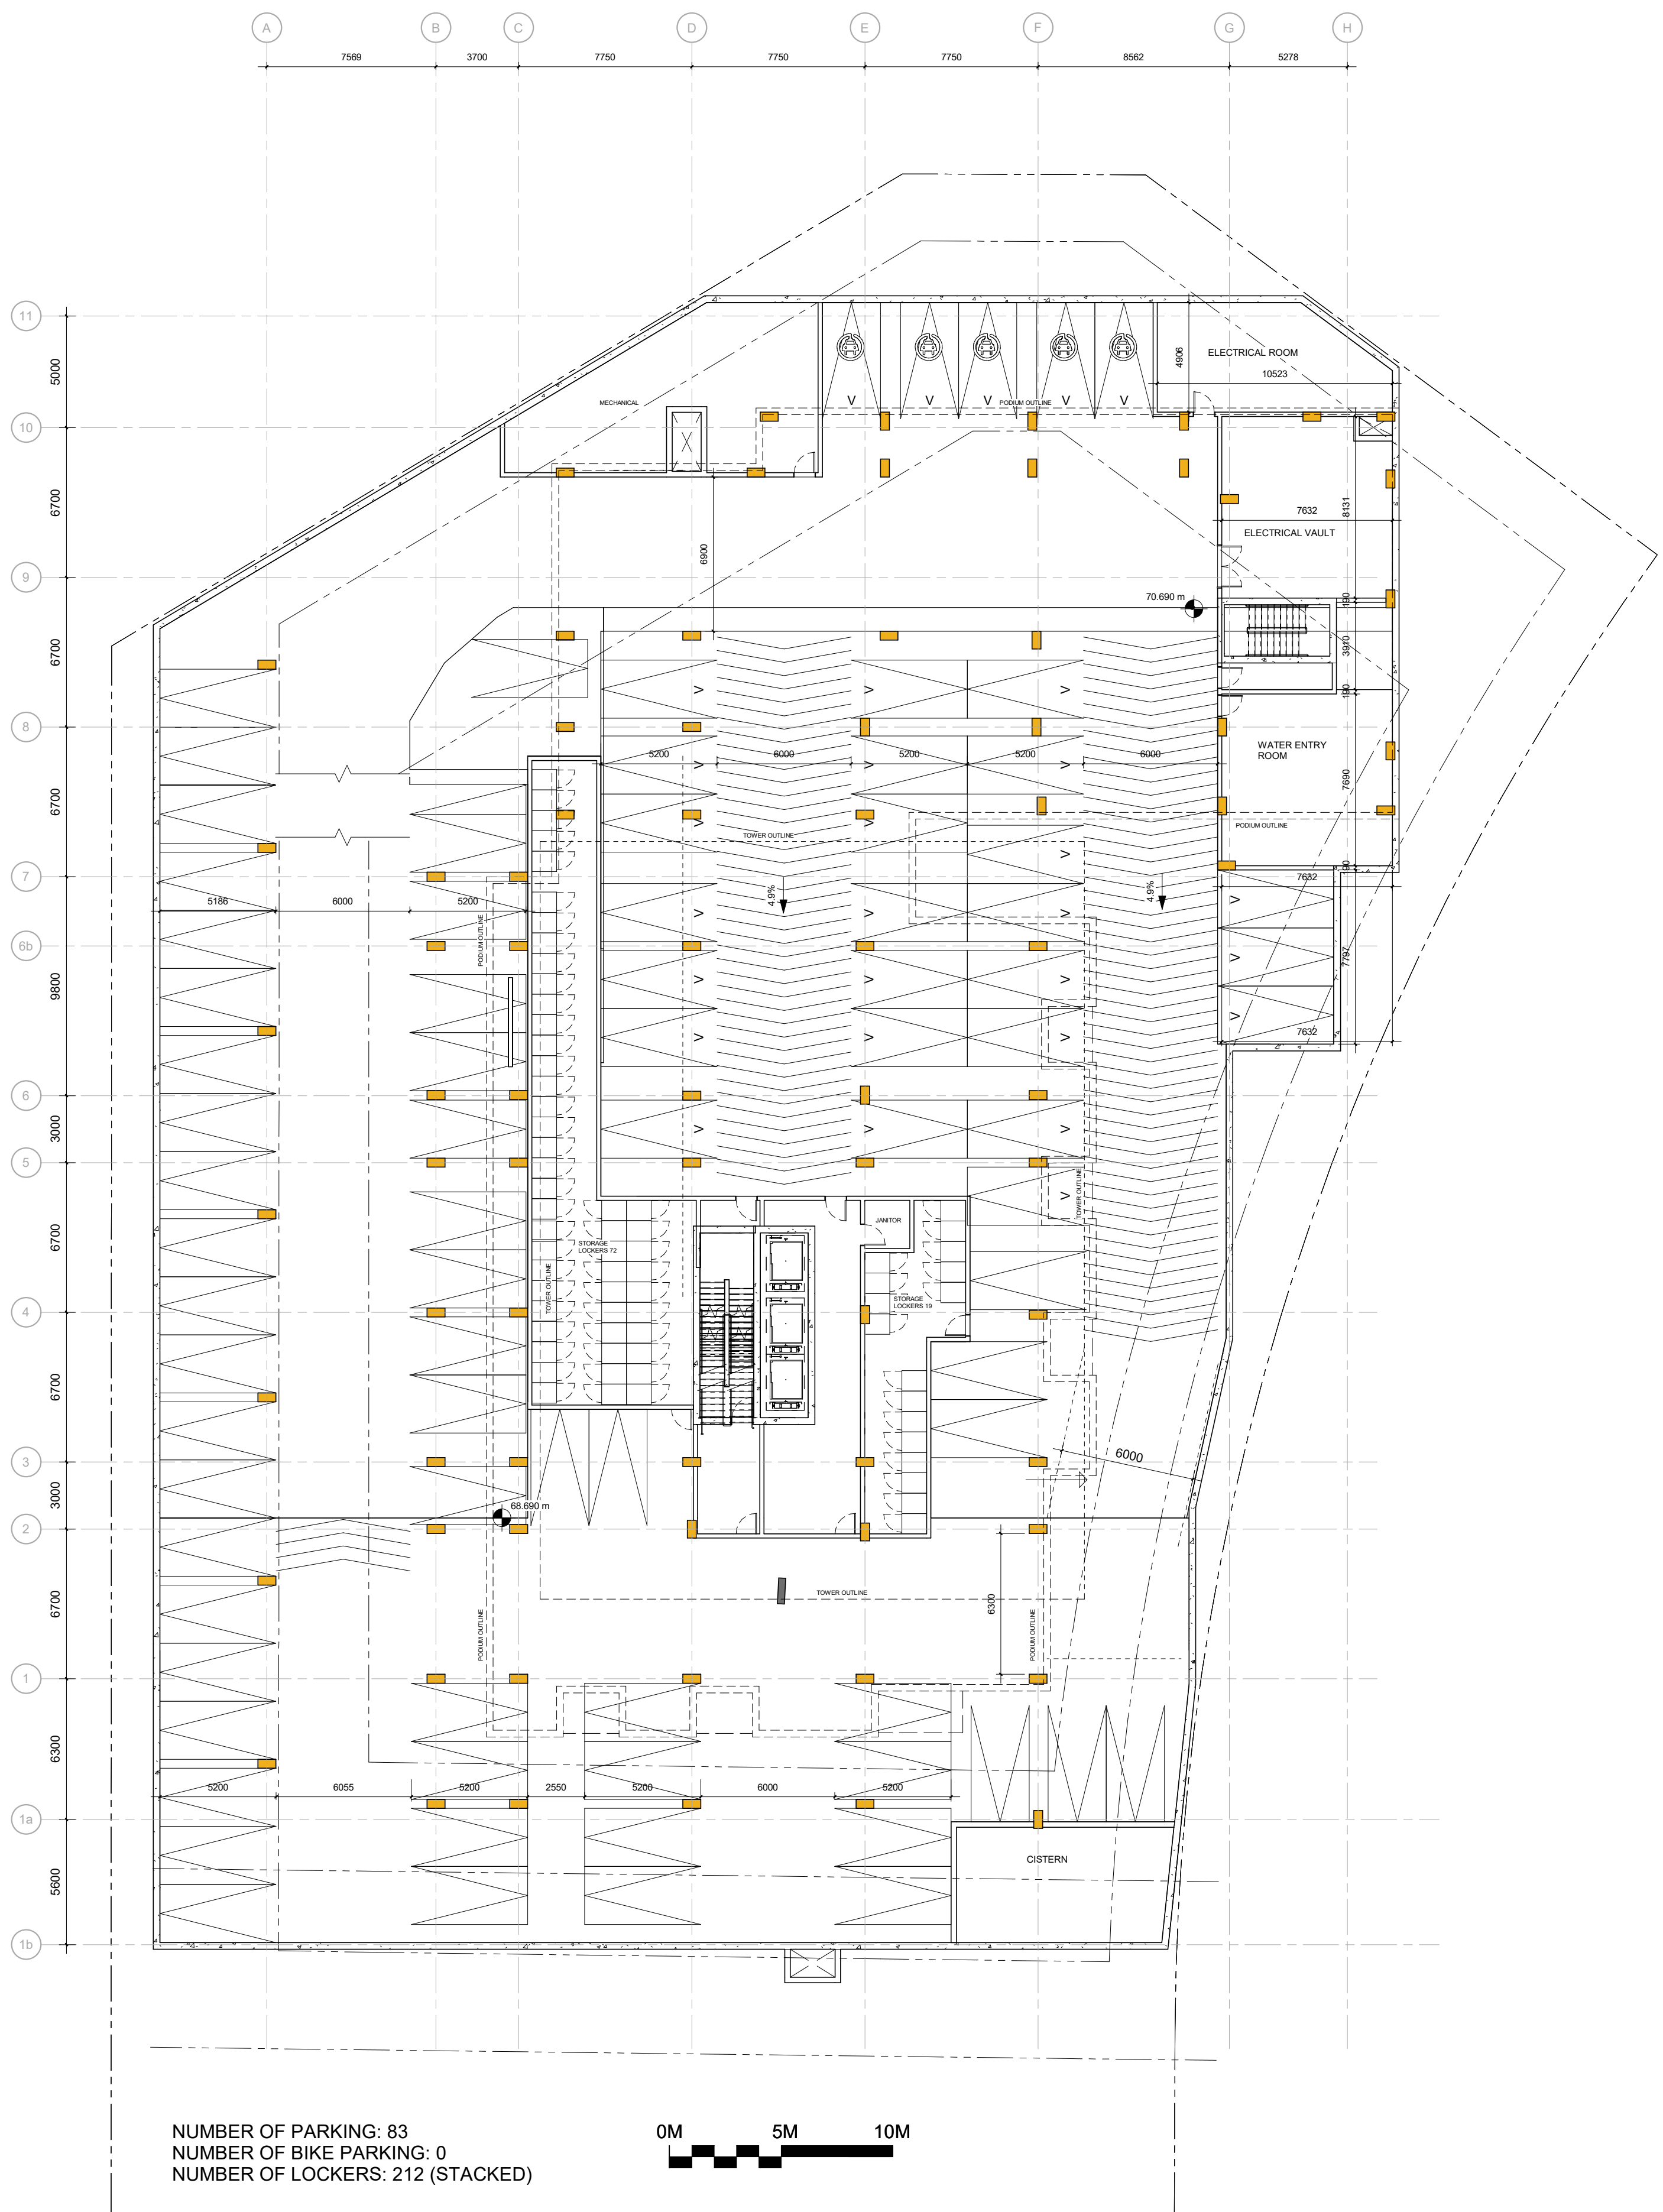 A
B
C
D
E
F
G
H
7569
3700
7750
7750
7750
8562
5278
11
5000
4906
ELECTRICAL ROOM
10523
MECHANICAL
V
V
V
V
V
PODIUM OUTLINE
10
6700
7632
8131
ELECTRICAL VAULT
6900
9
70.690 m
190
3910
190
6700
V
V
V
8
WATER ENTRY
ROOM
5200
6000
5200
5200
6000
V
V
V
7690
6700
V
V
TOWER OUTLINE
PODIUM OUTLINE
V
7
190
7632
4.9%
4.9%
5186
6000
5200
V
V
V
V
PODIUM OUTLINE
6b
7797
V
9800
V
V
V
V
7632
V
V
V
6
3000
V
V
V
5
V
TOWER OUTLINE
6700
JANITOR
STORAGE
LOCKERS 72
TOWER OUTLINE
STORAGE
LOCKERS 19
4
6700
6000
3
3000
68.690 m
2
TOWER OUTLINE
6700
6300
PODIUM OUTLINE
PODIUM OUTLINE
1
6300
5200
6055
5200
2550
5200
6000
5200
1a
CISTERN
5600
1b
NUMBER OF PARKING: 83
NUMBER OF BIKE PARKING: 0
NUMBER OF LOCKERS: 212 (STACKED)
0M
5M
10M